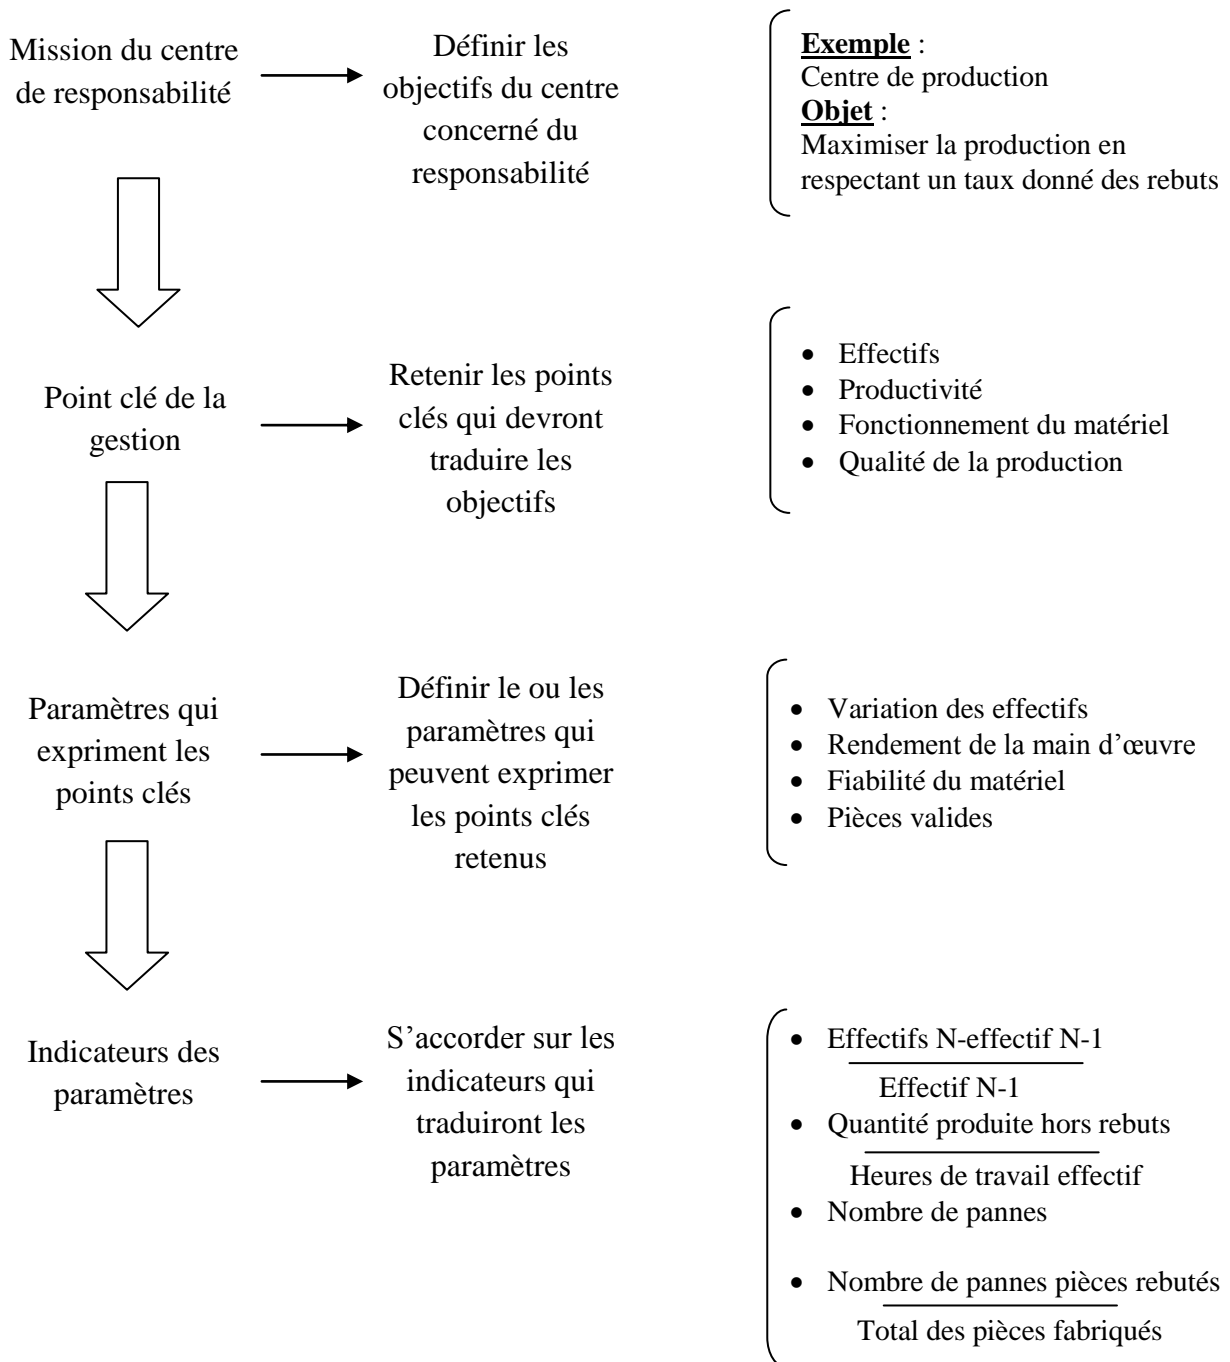 Mission du centre
de responsabilité
Définir les
objectifs du centre
concerné du
responsabilité
Exemple :
Centre de production
Objet :
Maximiser la production en
respectant un taux donné des rebuts
Point clé de la
gestion
Retenir les points
clés qui devront
traduire les
objectifs
• Effectifs
• Productivité
• Fonctionnement du matériel
• Qualité de la production
Paramètres qui
expriment les
points clés
Définir le ou les
paramètres qui
peuvent exprimer
les points clés
retenus
• Variation des effectifs
• Rendement de la main d’œuvre
• Fiabilité du matériel
• Pièces valides
Indicateurs des
paramètres
S’accorder sur les
indicateurs qui
traduiront les
paramètres
• Effectifs N-effectif N-1
Effectif N-1
• Quantité produite hors rebuts
Heures de travail effectif
• Nombre de pannes
• Nombre de pannes pièces rebutés
Total des pièces fabriqués